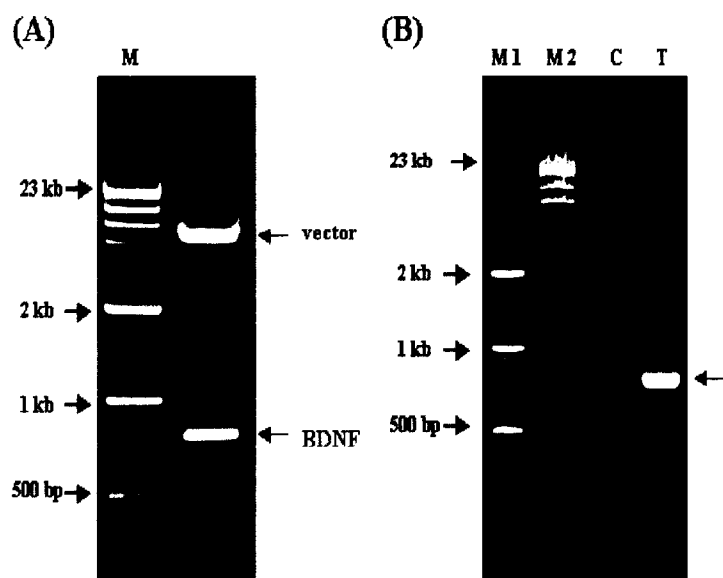 (A)
M
23 kb
vector
2 kb
1 kb
BDNF
500 bp
(B)
M1 M2 C T
23 kb
2 kb
1 kb
500 bp